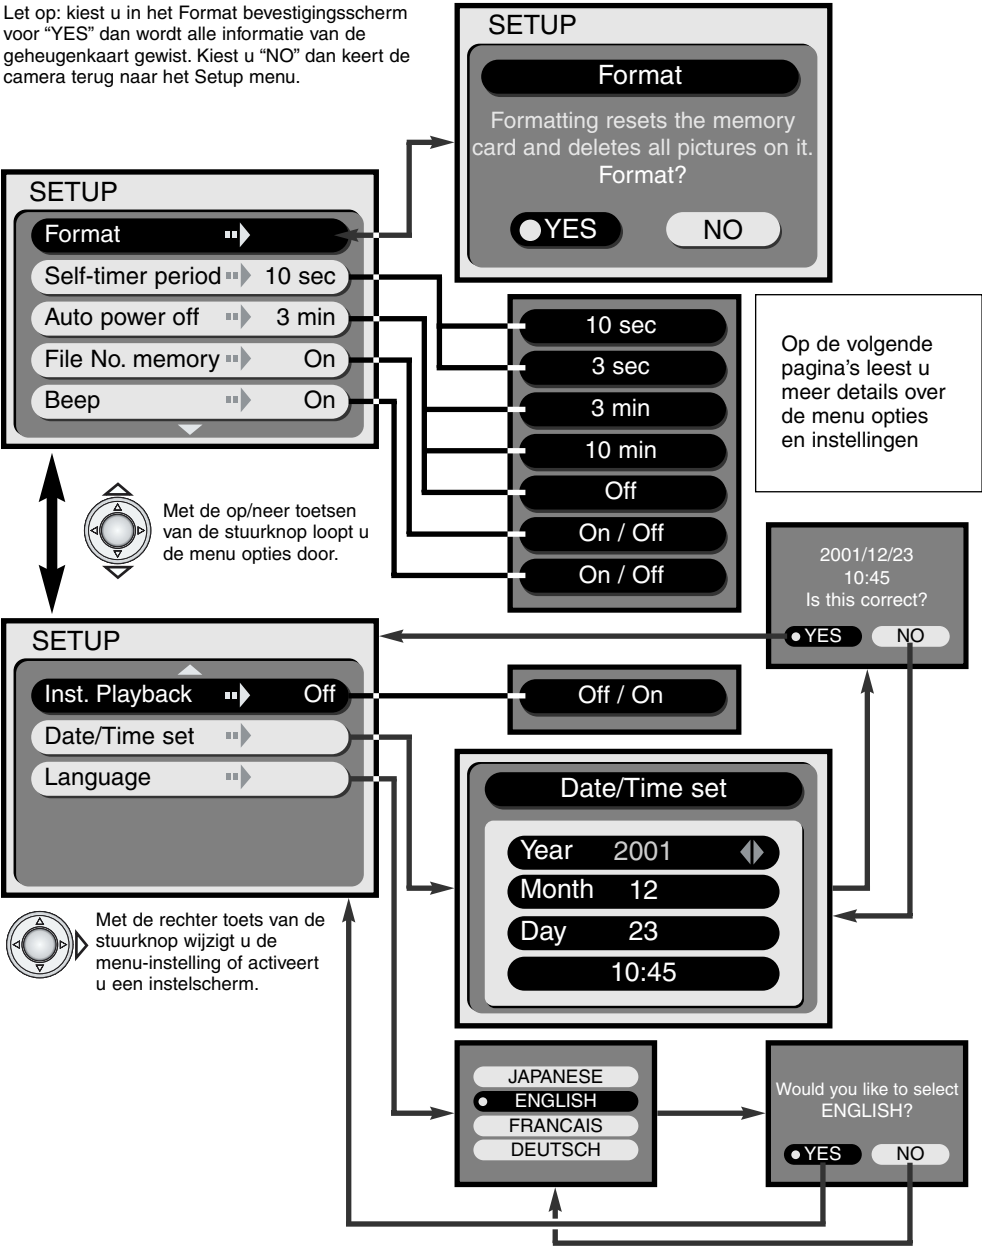 Let op: kiest u in het Format bevestigingsscherm
voor “YES” dan wordt alle informatie van de
geheugenkaart gewist. Kiest u “NO” dan keert de
camera terug naar het Setup menu.
SETUP
Format
Formatting resets the memory
card and deletes all pictures on it.
Format?
YES NO
SETUP
Format
Self-timer period 10 sec
Auto power off 3 min
File No. memory On
Beep On
10 sec
3 sec
3 min
10 min
Off
On / Off
On / Off
Op de volgende
pagina's leest u
meer details over
de menu opties
en instellingen
Met de op/neer toetsen
van de stuurknop loopt u
de menu opties door.
2001/12/23
10:45
Is this correct?
YES NO
SETUP
Inst. Playback Off
Date/Time set
Language
Off / On
Date/Time set
Year 2001
Month 12
Day 23
10:45
Met de rechter toets van de
stuurknop wijzigt u de
menu-instelling of activeert
u een instelscherm.
JAPANESE
ENGLISH
FRANCAIS
DEUTSCH
Would you like to select
ENGLISH?
YES NO